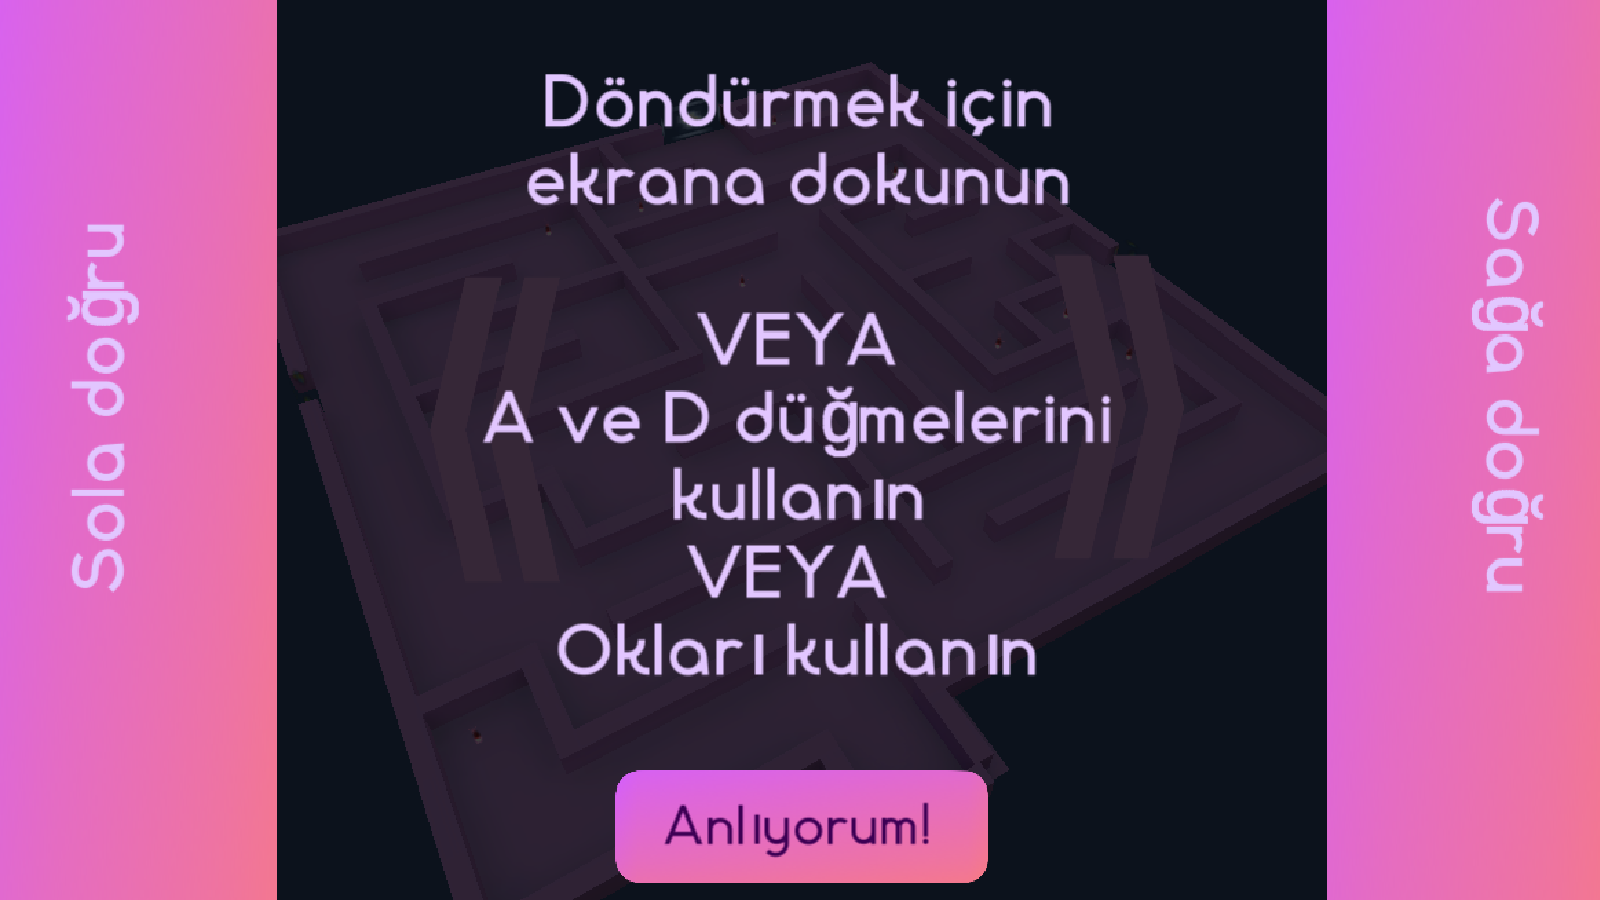 Döndürmek için
ekrana dokunun
VEYA
A ve D düğmelerini
kullanın
VEYA
Okları kullanın
Sola doğru
Sağa doğru
Anlıyorum!